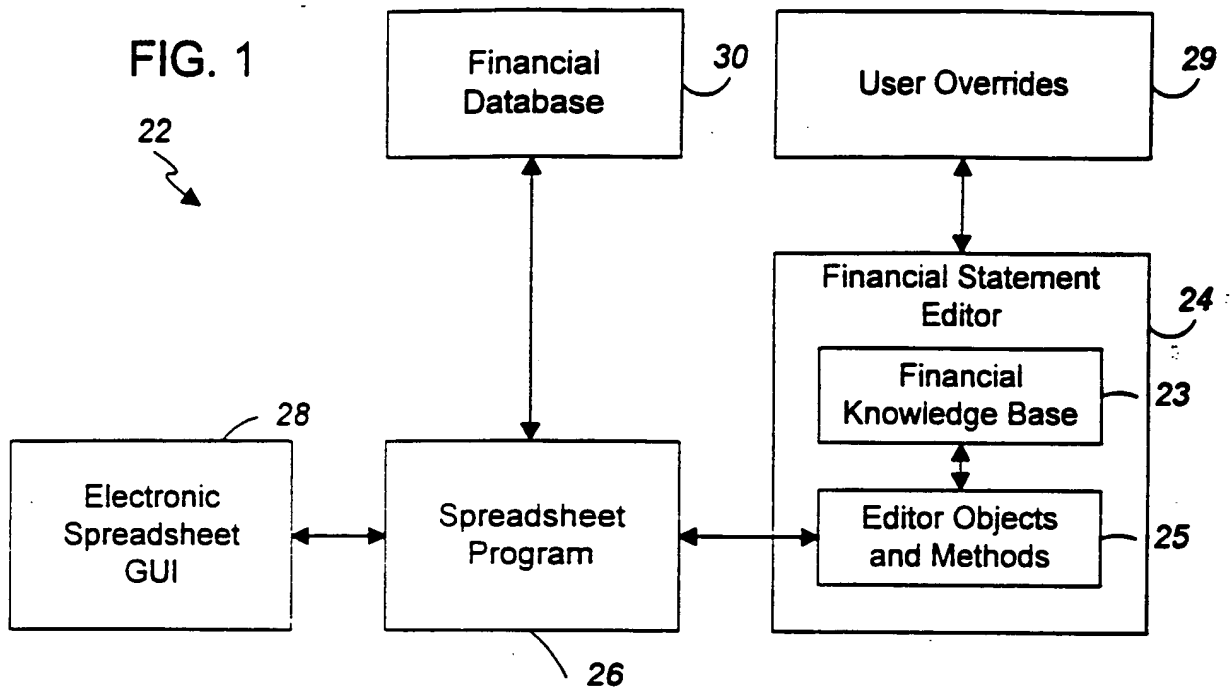 FIG. 1
22
Financial
Database
30
User Overrides
29
Financial Statement
Editor
24
Financial
Knowledge Base
23
Editor Objects
and Methods
25
28
Electronic
Spreadsheet
GUI
Spreadsheet
Program
26